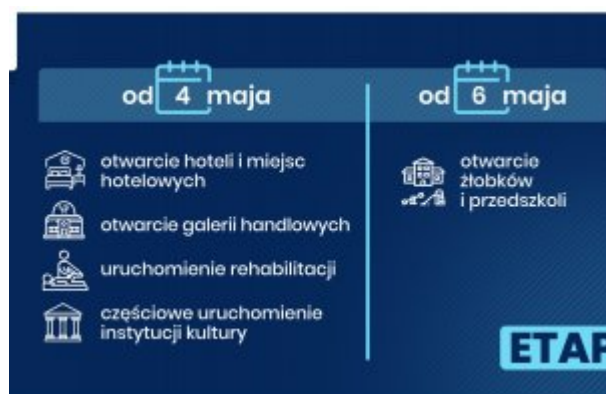 od 4 maja
otwarcie hoteli i miejsc
hotelowych
otwarcie galerii handlowych
uruchomienie rehabilitacji
częściowe uruchomienie
instytucji kultury
od 6 maja
otwarcie
żłobków
i przedszkoli
ETAP